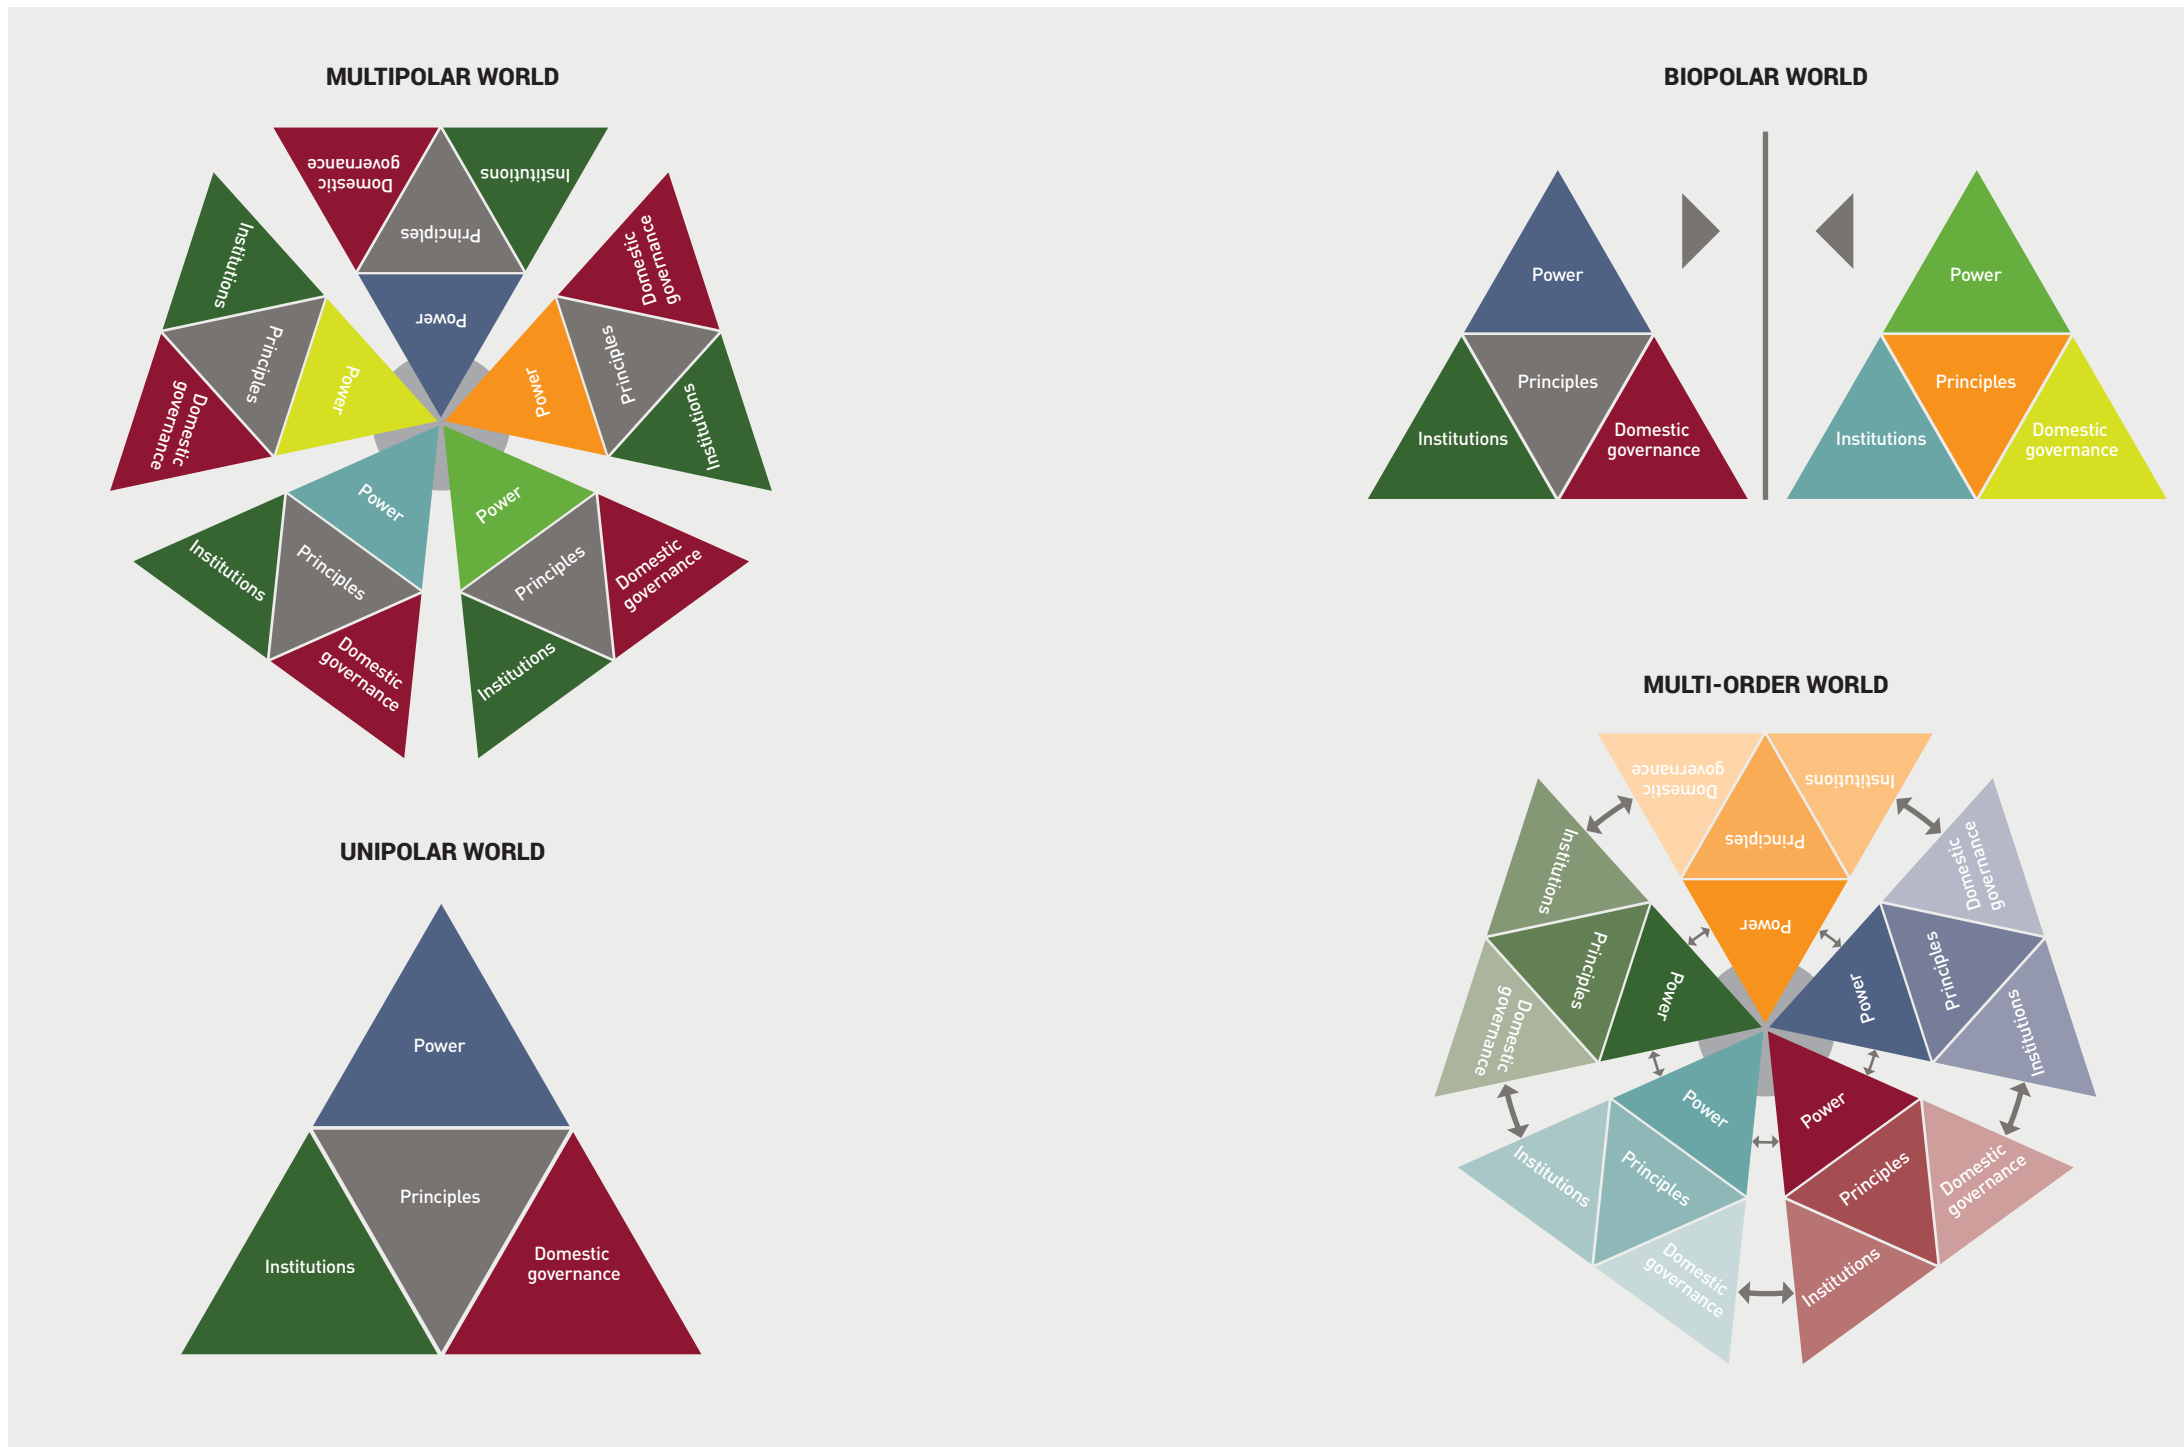 MULTIPOLAR WORLD
Domestic
governance
Institutions
Principles
Power
Institutions
Principles
Domestic
governance
Power
Domestic
governance
Principles
Institutions
Power
Power
Principles
Institutions
Domestic
governance
Power
Principles
Domestic
governance
Institutions
BIOPOLAR WORLD
Power
Principles
Institutions
Domestic
governance
Power
Principles
Institutions
Domestic
governance
UNIPOLAR WORLD
Power
Principles
Institutions
Domestic
governance
MULTI-ORDER WORLD
Domestic
governance
Institutions
Principles
Power
Institutions
Principles
Domestic
governance
Power
Domestic
governance
Principles
Institutions
Power
Power
Principles
Institutions
Domestic
governance
Power
Principles
Domestic
governance
Institutions